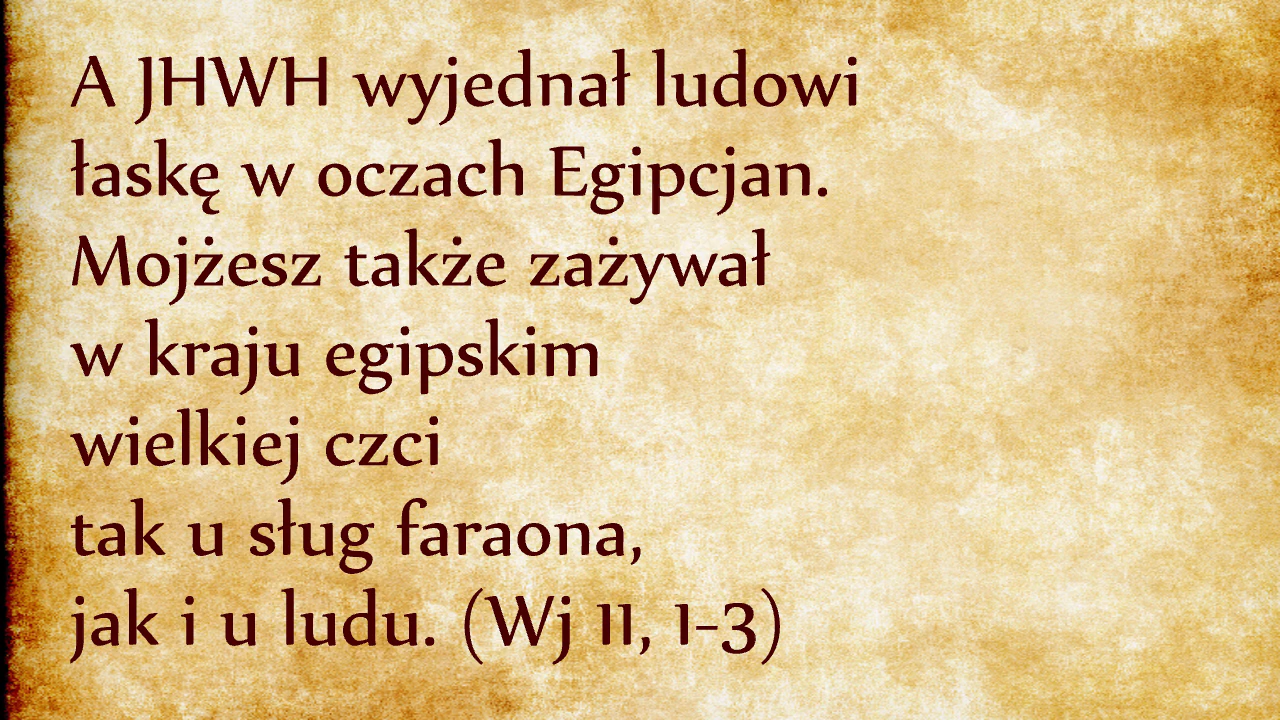 A JHWH wyjednał ludowi
łaskę w oczach Egipcjan.
Mojżesz także zażywał
w kraju egipskim
wielkiej czci
tak u sług faraona,
jak i u ludu. (Wj 11, 1-3)